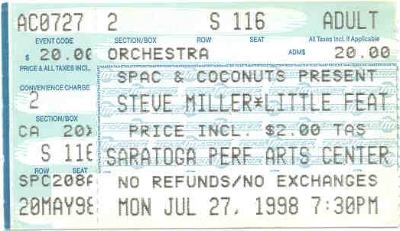 AC0727 2 S 116 ADULT
EVENT CODE SECTION/BOX ROW SEAT All Taxes Incl. If Applicable
$ 20.00 ORCHESTRA $ 20.00
PRICE & ALL TAXES INCL.
SPAC & COCONUTS PRESENT
CONVENIENCE CHARGE
2 STEVE MILLER*LITTLE FEAT
SECTION/BOX
CA 20X PRICE INCL. $2.00 TAS
S 116 SARATOGA PERF ARTS CENTER
SPC208A NO REFUNDS/NO EXCHANGES
20MAY98 MON JUL 27, 1998 7:30PM